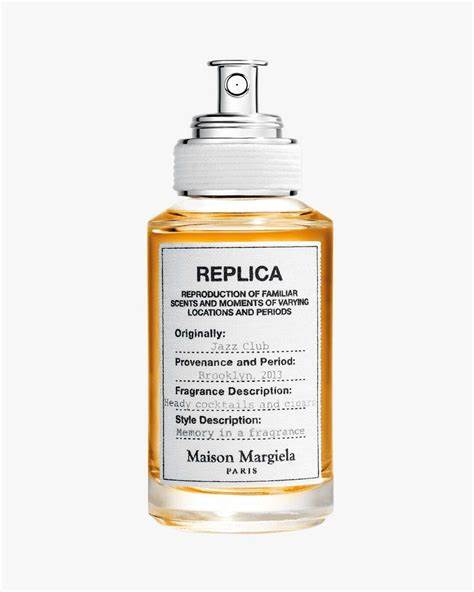 REPLICA
REPRODUCTION OF FAMILIAR
SCENTS AND MOMENTS OF VARYING
LOCATIONS AND PERIODS
Originally:
Jazz Club
Provenance and Period:
Brooklyn, 2013
Fragrance Description:
Heady cocktails and cigars
Style Description:
Memory in a fragrance
Maison Margiela
PARIS